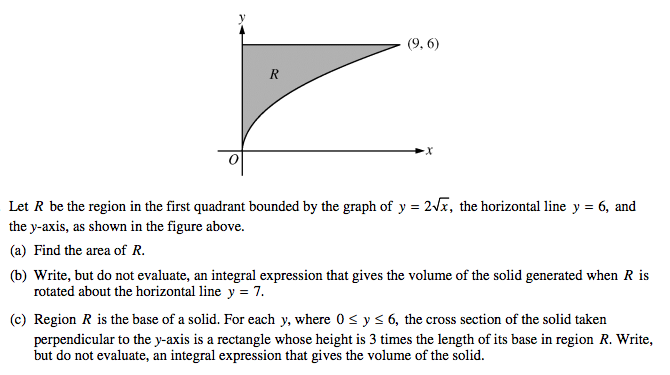 y
(9, 6)
R
x
O
Let R be the region in the first quadrant bounded by the graph of y = 2√x, the horizontal line y = 6, and
the y-axis, as shown in the figure above.
(a) Find the area of R.
(b) Write, but do not evaluate, an integral expression that gives the volume of the solid generated when R is
rotated about the horizontal line y = 7.
(c) Region R is the base of a solid. For each y, where 0 ≤ y ≤ 6, the cross section of the solid taken
perpendicular to the y-axis is a rectangle whose height is 3 times the length of its base in region R. Write,
but do not evaluate, an integral expression that gives the volume of the solid.